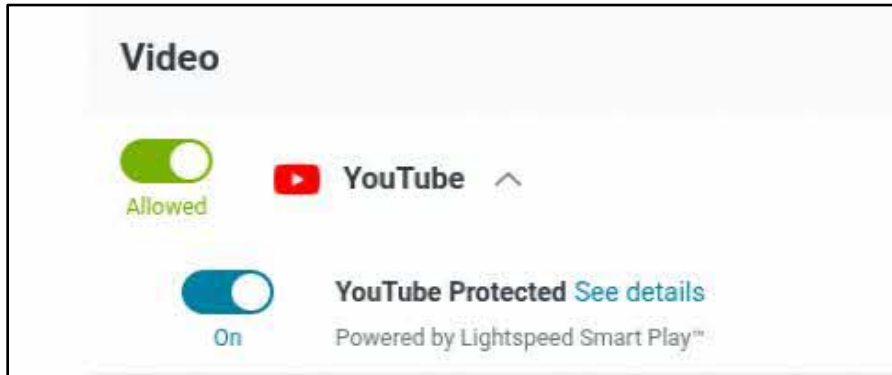 Video
YouTube
Allowed
YouTube Protected See details
On Powered by Lightspeed Smart Play™